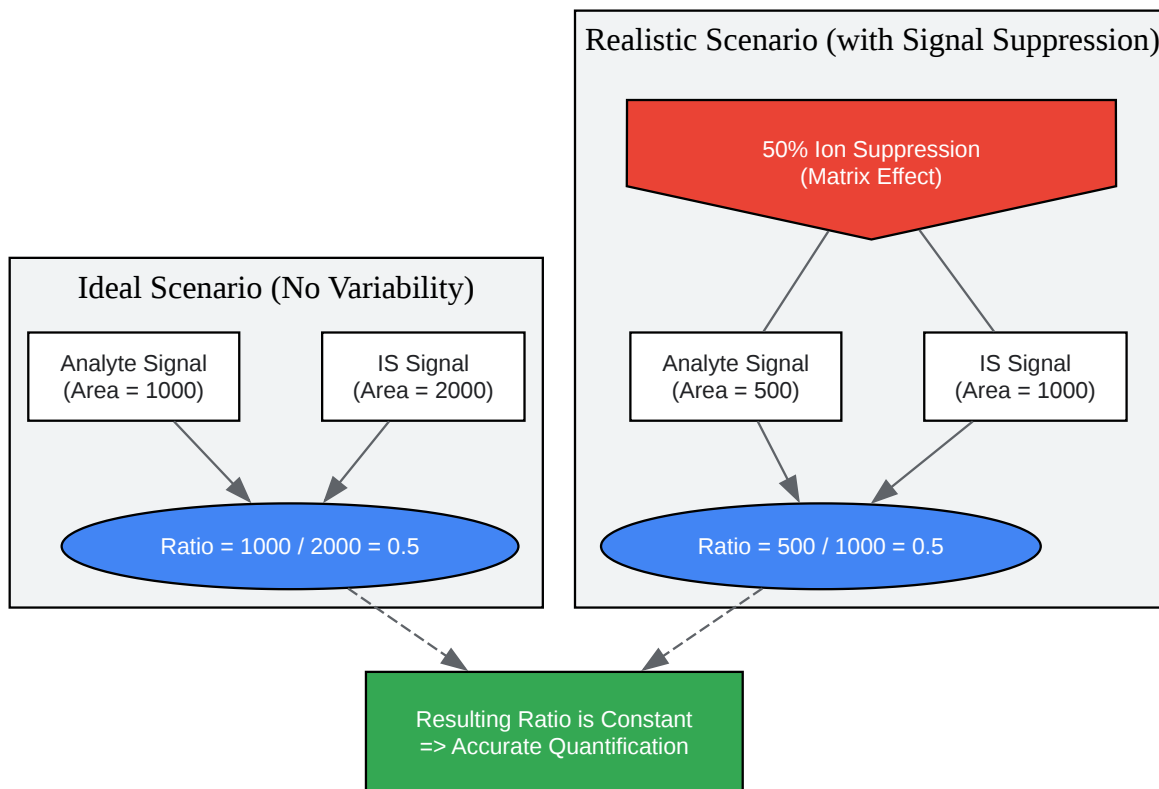 Realistic Scenario (with Signal Suppression)
50% Ion Suppression
(Matrix Effect)
Ideal Scenario (No Variability)
Analyte Signal
(Area = 1000)
IS Signal
(Area = 2000)
Analyte Signal
(Area = 500)
IS Signal
(Area = 1000)
Ratio = 1000 / 2000 = 0.5
Ratio = 500 / 1000 = 0.5
Resulting Ratio is Constant
=> Accurate Quantification